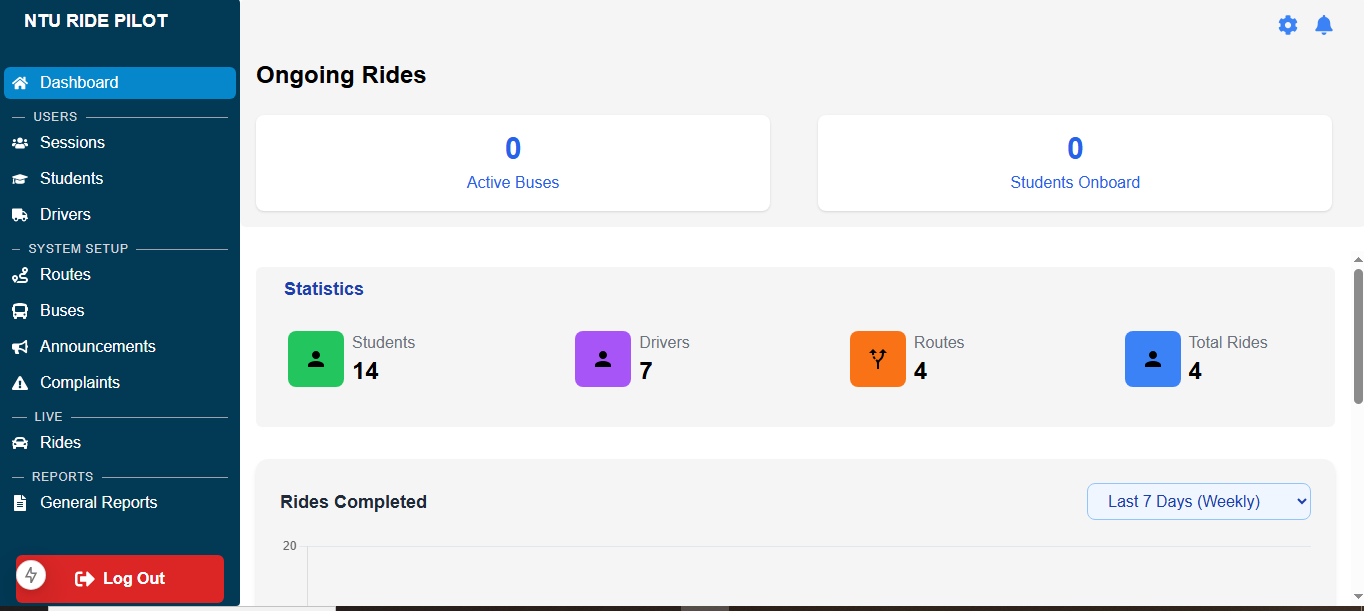 NTU RIDE PILOT
Dashboard
USERS
Sessions
Students
Drivers
SYSTEM SETUP
Routes
Buses
Announcements
Complaints
LIVE
Rides
REPORTS
General Reports
Log Out
Ongoing Rides
0
Active Buses
0
Students Onboard
Statistics
Students
14
Drivers
7
Routes
4
Total Rides
4
Rides Completed
Last 7 Days (Weekly)
20